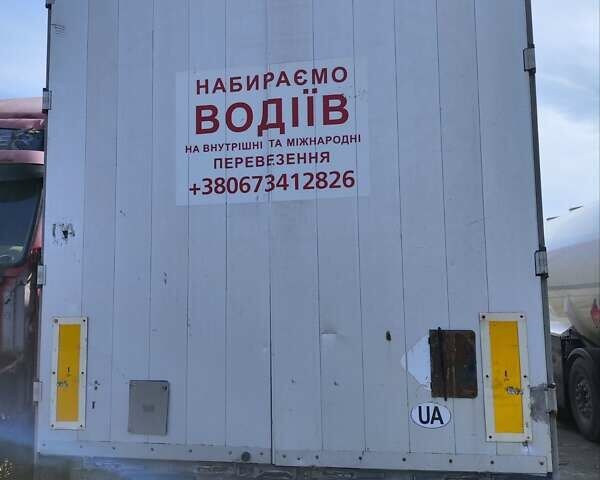 НАБИРАЄМО
ВОДІЇВ
НА ВНУТРІШНІ ТА МІЖНАРОДНІ
ПЕРЕВЕЗЕННЯ
+380673412826
UA